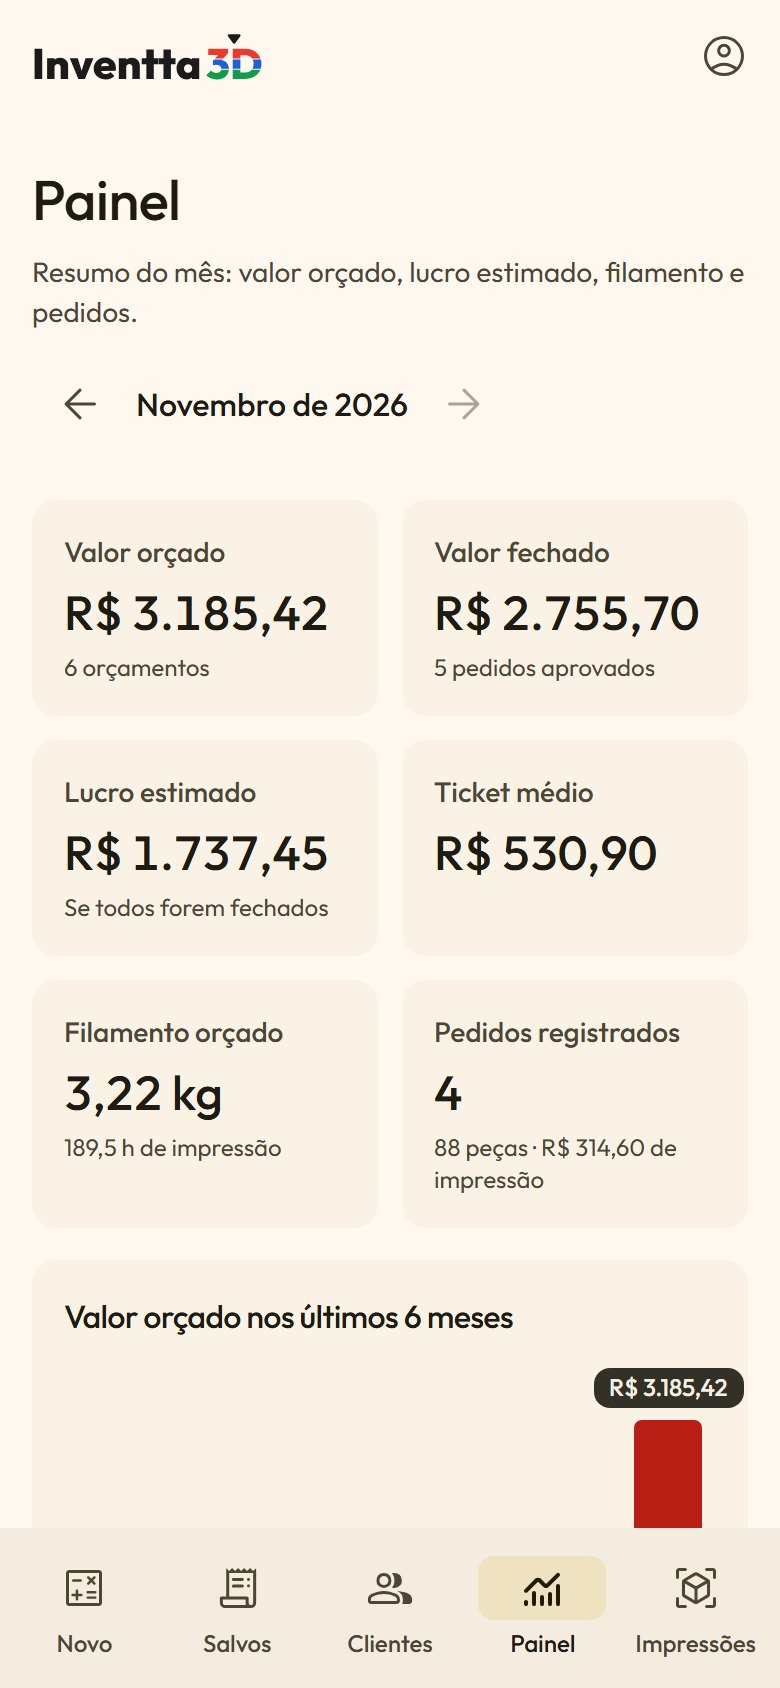 Inventta 3D
Painel
Resumo do mês: valor orçado, lucro estimado, filamento e
pedidos.
Novembro de 2026
Valor orçado
R$ 3.185,42
6 orçamentos
Valor fechado
R$ 2.755,70
5 pedidos aprovados
Lucro estimado
R$ 1.737,45
Se todos forem fechados
Ticket médio
R$ 530,90
Filamento orçado
3,22 kg
189,5 h de impressão
Pedidos registrados
4
88 peças · R$ 314,60 de
impressão
Valor orçado nos últimos 6 meses
R$ 3.185,42
Novo
Salvos
Clientes
Painel
Impressões